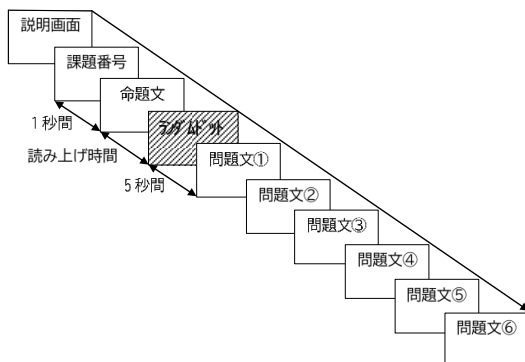 説明画面
課題番号
命題文
ランダムドット
問題文①
問題文②
問題文③
問題文④
問題文⑤
問題文⑥
1秒間
読み上げ時間
5秒間